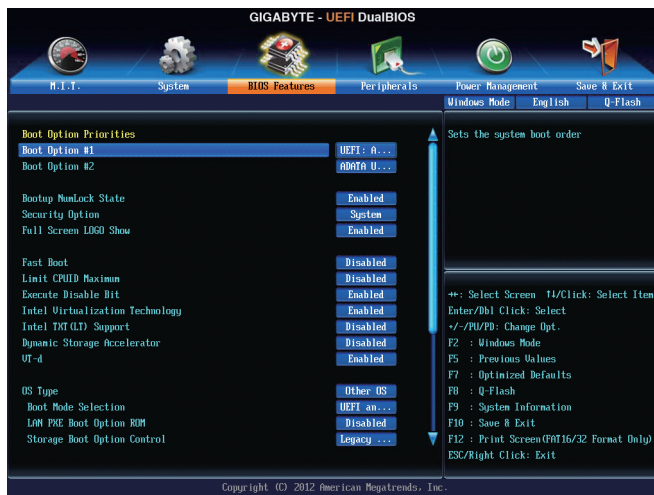 GIGABYTE - UEFI DualBIOS
M.I.T.
System
BIOS Features
Peripherals
Power Management
Save & Exit
Windows Mode
English
Q-Flash
Boot Option Priorities
Boot Option #1 UEFI: A...
Boot Option #2 ADATA U...
Bootup NumLock State Enabled
Security Option System
Full Screen LOGO Show Enabled
Fast Boot Disabled
Limit CPUID Maximum Disabled
Execute Disable Bit Enabled
Intel Virtualization Technology Enabled
Intel TXT(LT) Support Disabled
Dynamic Storage Accelerator Disabled
VT-d Enabled
OS Type Other OS
Boot Mode Selection UEFI an...
LAN PXE Boot Option ROM Disabled
Storage Boot Option Control Legacy ...
Sets the system boot order
→←: Select Screen ↑↓/Click: Select Item
Enter/Dbl Click: Select
+/-/PU/PD: Change Opt.
F2 : Windows Mode
F5 : Previous Values
F7 : Optimized Defaults
F8 : Q-Flash
F9 : System Information
F10 : Save & Exit
F12 : Print Screen(FAT16/32 Format Only)
ESC/Right Click: Exit
Copyright (C) 2012 American Megatrends, Inc.